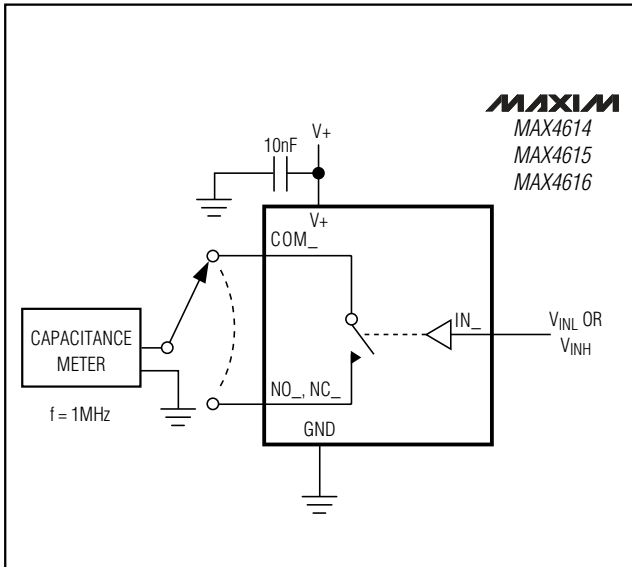 MAXIM
MAX4614
MAX4615
MAX4616
V+
10nF
V+
COM_
IN_
VINL OR
VINH
CAPACITANCE
METER
f = 1MHz
NO_, NC_
GND